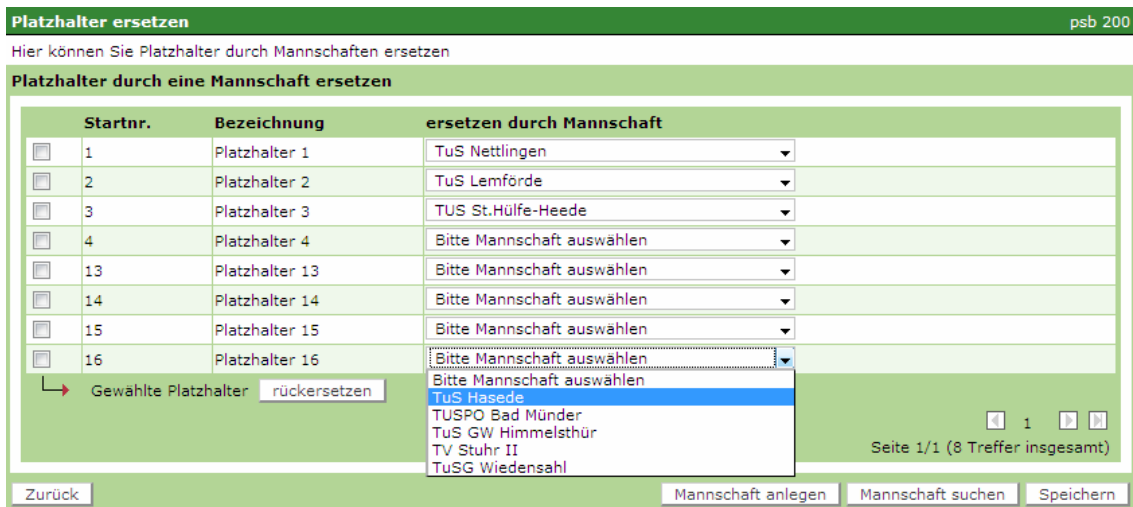 Platzhalter ersetzen psb 200
Hier können Sie Platzhalter durch Mannschaften ersetzen
Platzhalter durch eine Mannschaft ersetzen
Startnr. Bezeichnung ersetzen durch Mannschaft
1 Platzhalter 1 TuS Nettlingen
2 Platzhalter 2 TuS Lemförde
3 Platzhalter 3 TUS St.Hülfe-Heede
4 Platzhalter 4 Bitte Mannschaft auswählen
13 Platzhalter 13 Bitte Mannschaft auswählen
14 Platzhalter 14 Bitte Mannschaft auswählen
15 Platzhalter 15 Bitte Mannschaft auswählen
16 Platzhalter 16 Bitte Mannschaft auswählen
Gewählte Platzhalter rückersetzen
Bitte Mannschaft auswählen
TuS Hasede
TUSPO Bad Münder
TuS GW Himmelsthür
TV Stuhr II
TuSG Wiedensahl
1
Seite 1/1 (8 Treffer insgesamt)
Zurück Mannschaft anlegen Mannschaft suchen Speichern